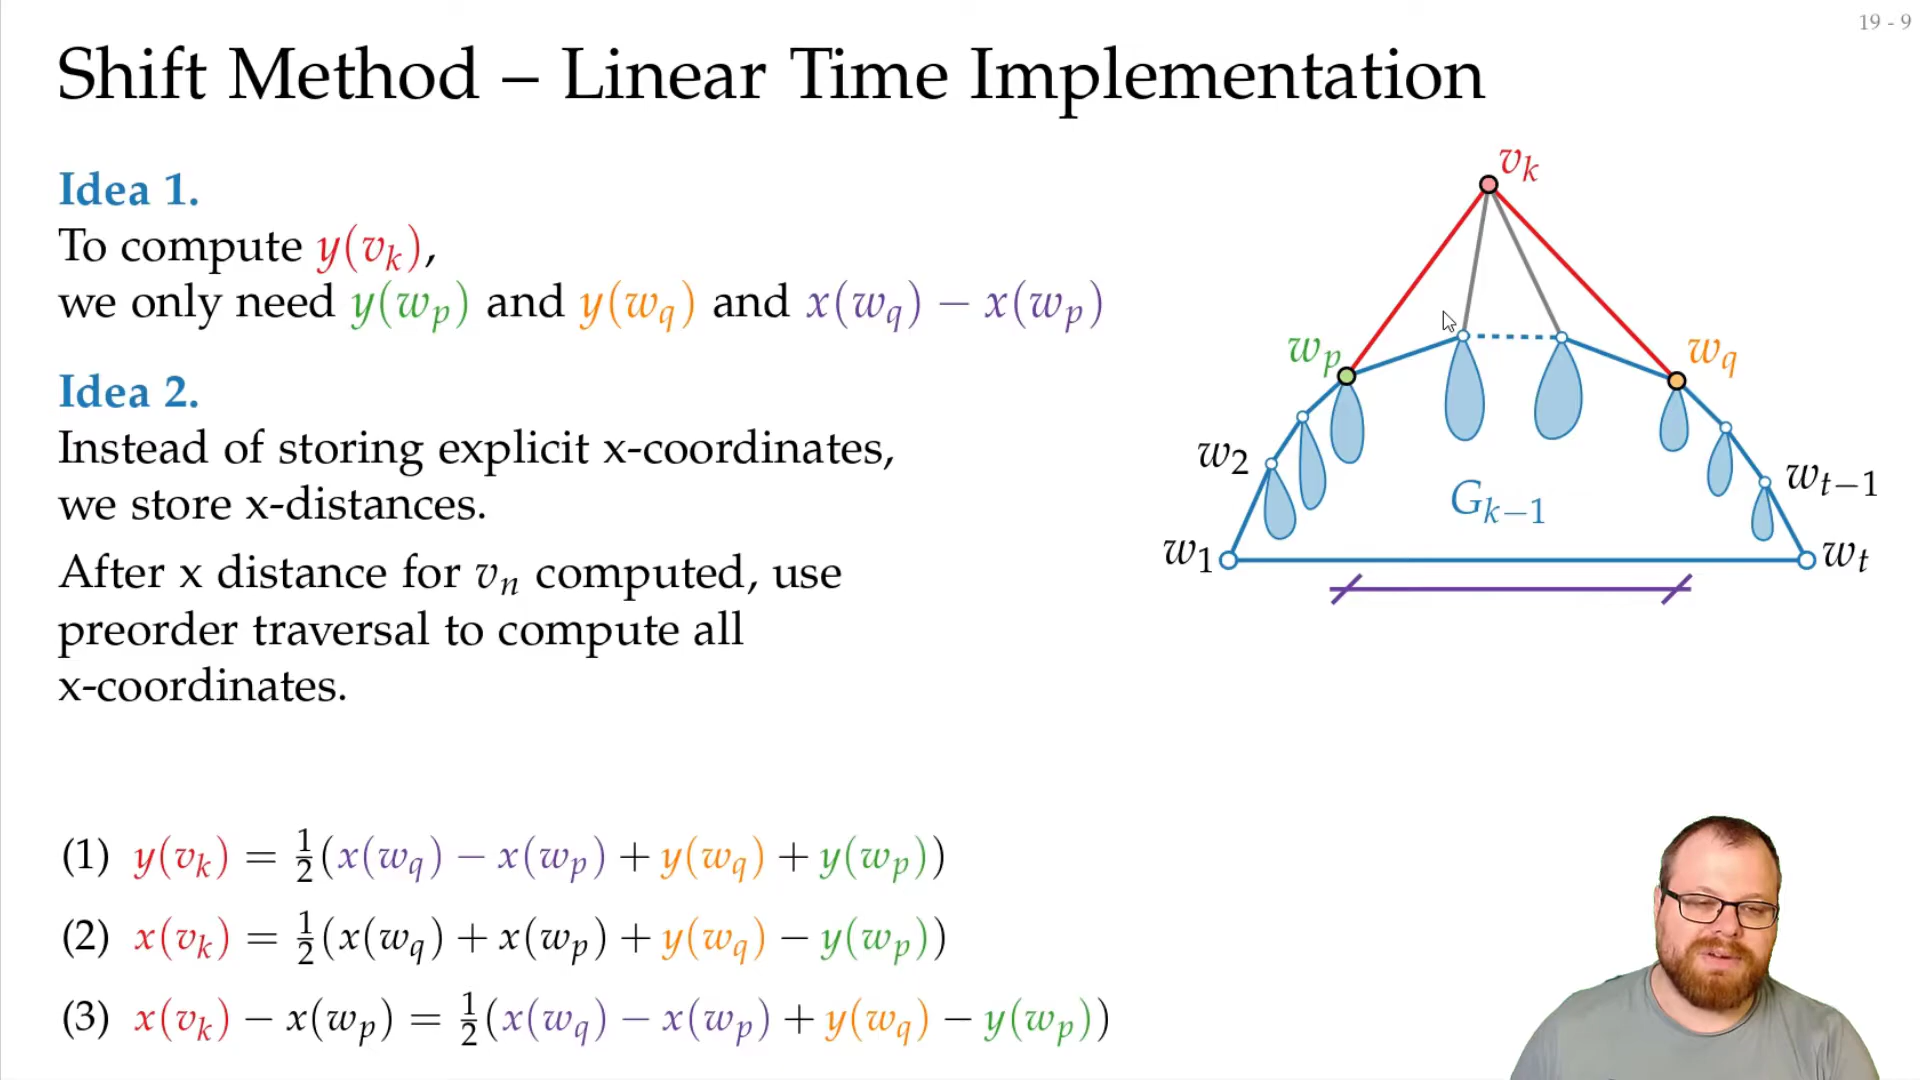 19 - 9
Shift Method – Linear Time Implementation
Idea 1.
To compute y(v_k),
we only need y(w_p) and y(w_q) and x(w_q) − x(w_p)
Idea 2.
Instead of storing explicit x-coordinates,
we store x-distances.
After x distance for v_n computed, use
preorder traversal to compute all
x-coordinates.
(1) y(v_k) = ½(x(w_q) − x(w_p) + y(w_q) + y(w_p))
(2) x(v_k) = ½(x(w_q) + x(w_p) + y(w_q) − y(w_p))
(3) x(v_k) − x(w_p) = ½(x(w_q) − x(w_p) + y(w_q) − y(w_p))
v_k
w_p
w_q
w_2
w_{t−1}
G_{k−1}
w_1
w_t